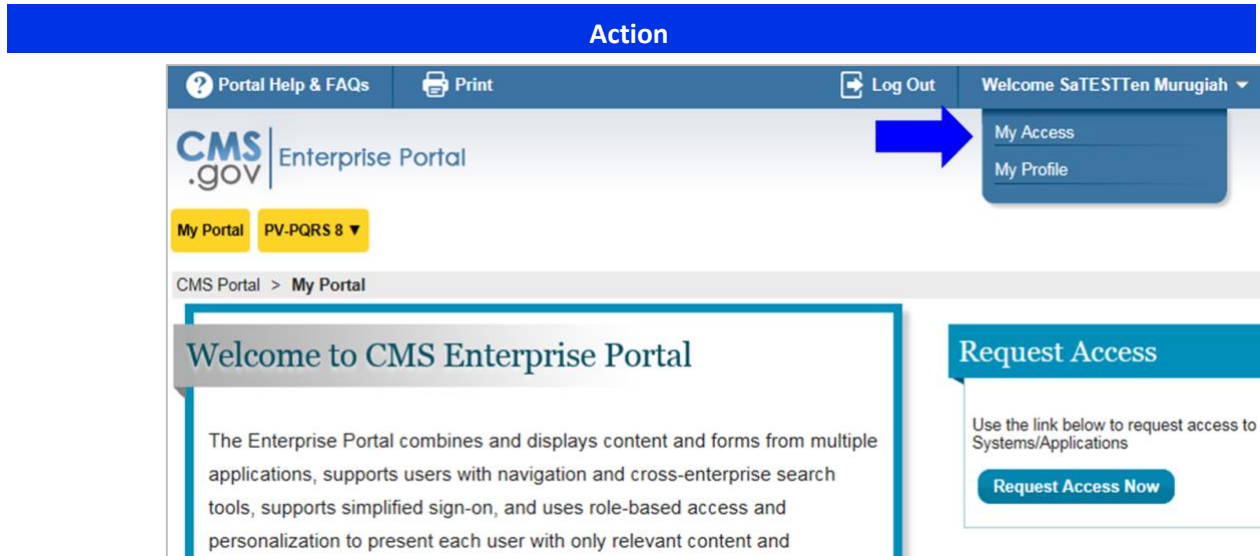 Action
Portal Help & FAQs Print Log Out Welcome SaTESTTen Murugiah
CMS .gov Enterprise Portal
My Access
My Profile
My Portal PV-PQRS 8 ▼
CMS Portal > My Portal
Welcome to CMS Enterprise Portal
The Enterprise Portal combines and displays content and forms from multiple
applications, supports users with navigation and cross-enterprise search
tools, supports simplified sign-on, and uses role-based access and
personalization to present each user with only relevant content and
Request Access
Use the link below to request access to
Systems/Applications
Request Access Now